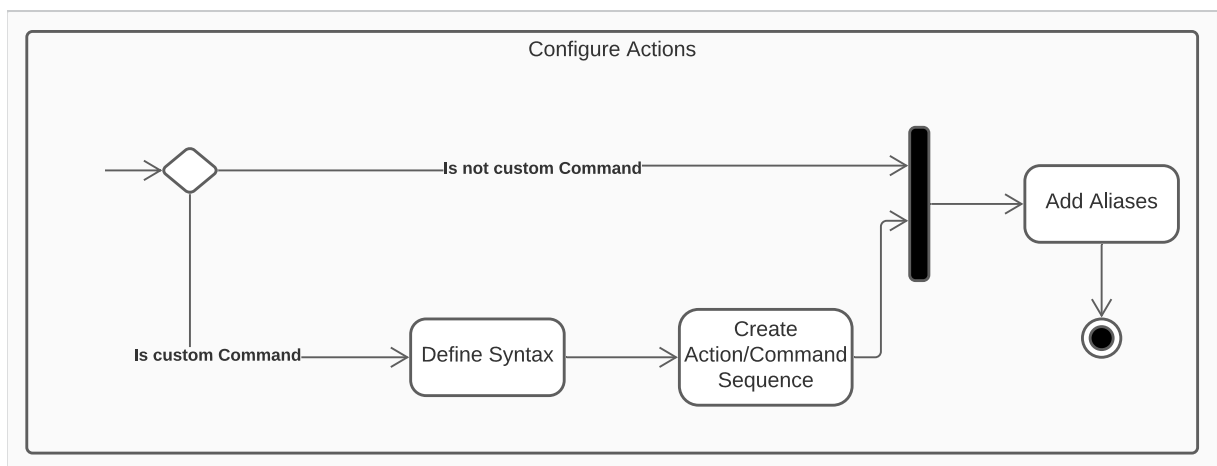 Configure Actions
Is not custom Command
Add Aliases
Is custom Command
Define Syntax
Create
Action/Command
Sequence